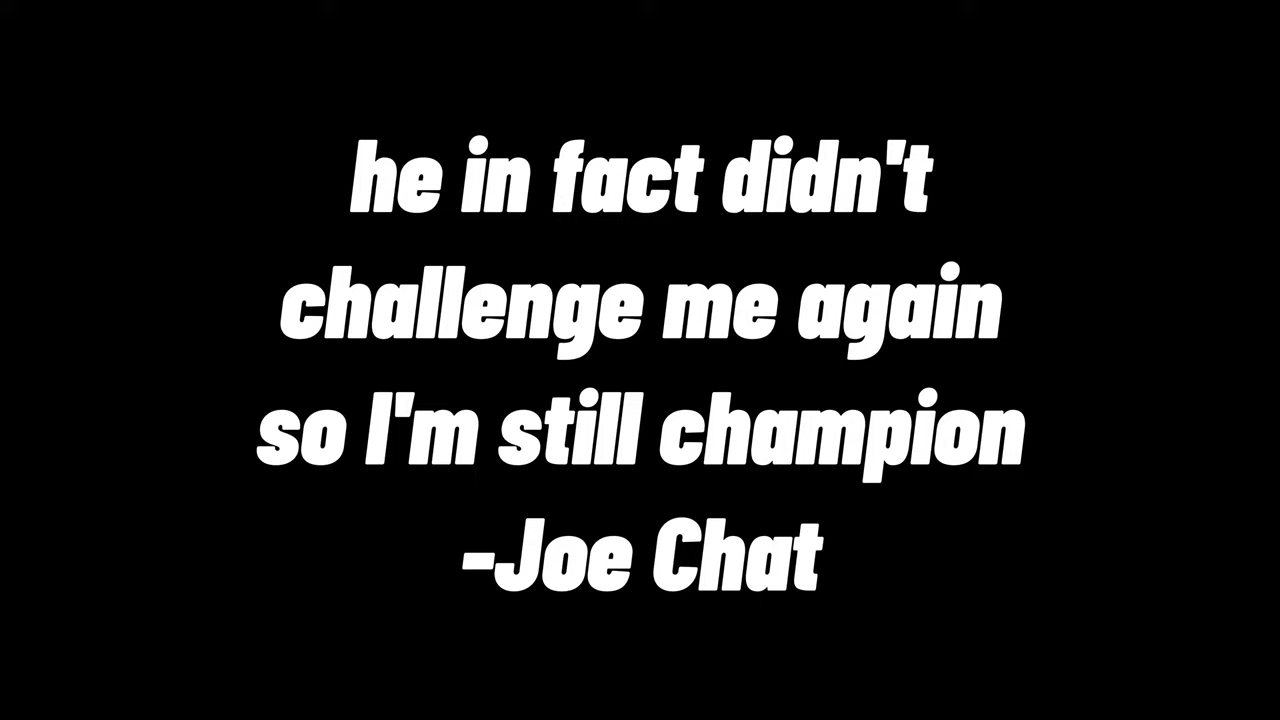 he in fact didn't
challenge me again
so I'm still champion
-Joe Chat